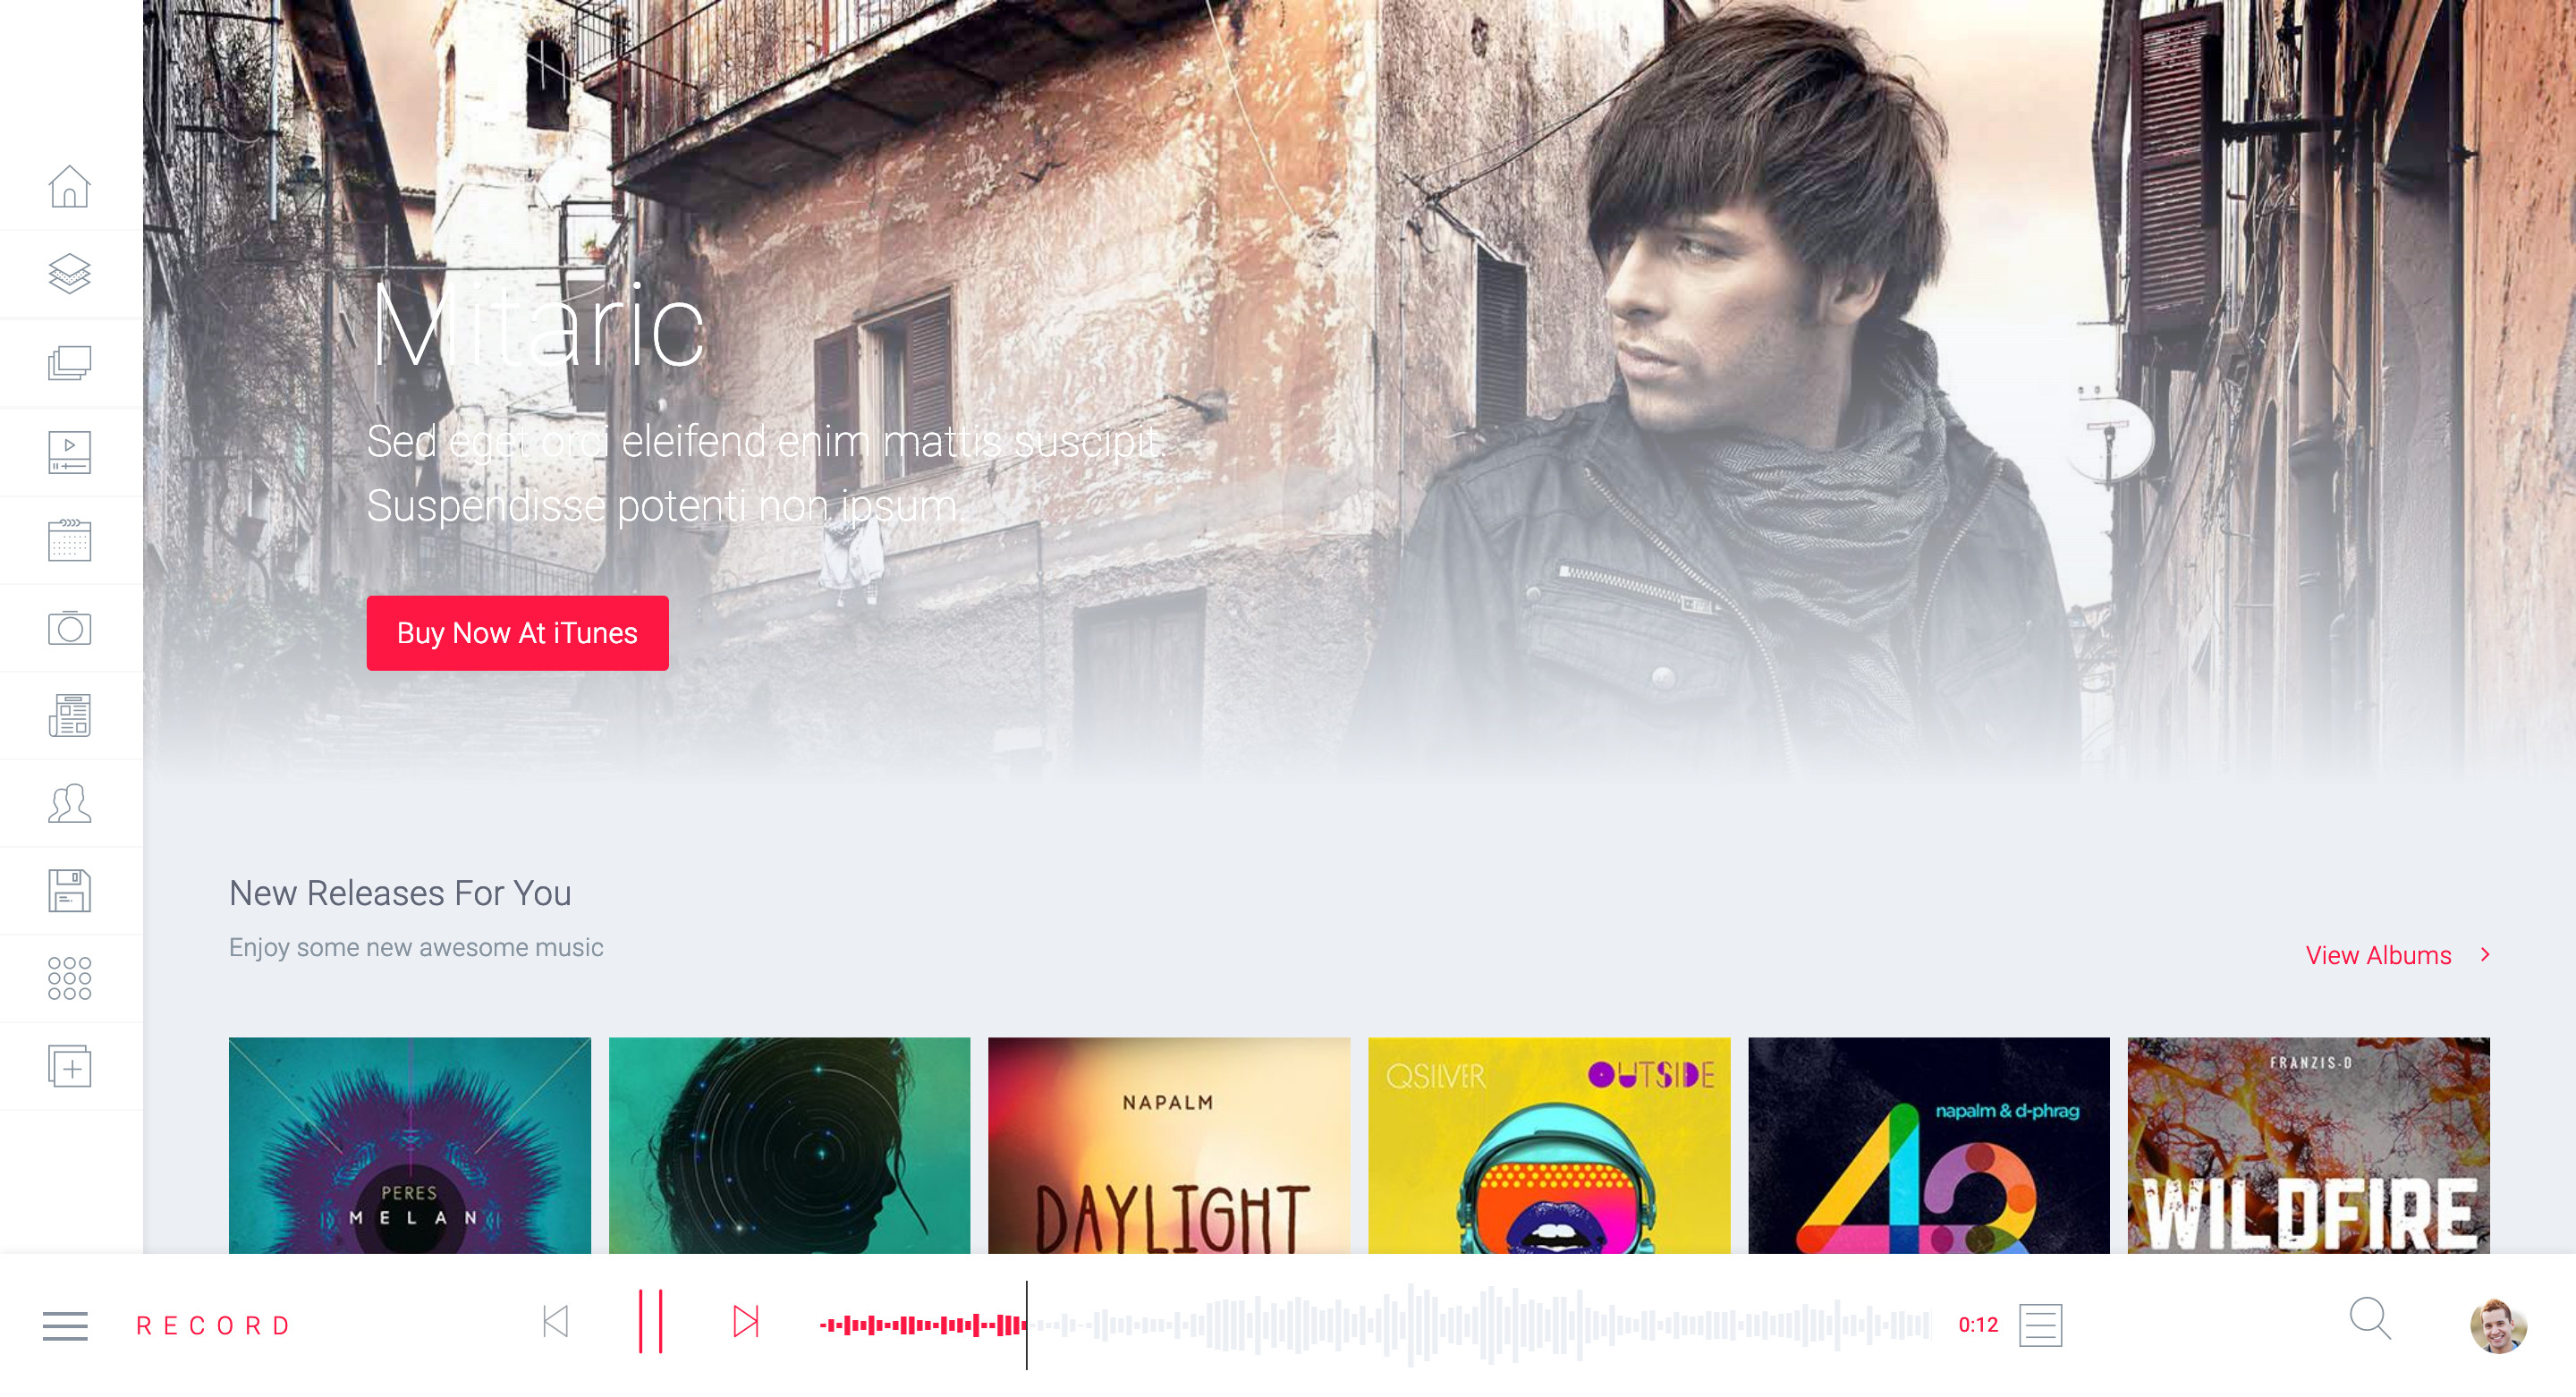 Mitaric
Sed eget orci eleifend enim mattis suscipit.
Suspendisse potenti non ipsum.
Buy Now At iTunes
New Releases For You
Enjoy some new awesome music
View Albums
PERES
MELAN
NAPALM
DAYLIGHT
QSILVER
OUTSIDE
napalm & d-phrag
43
FRANZIS-D
WILDFIRE
RECORD
0:12